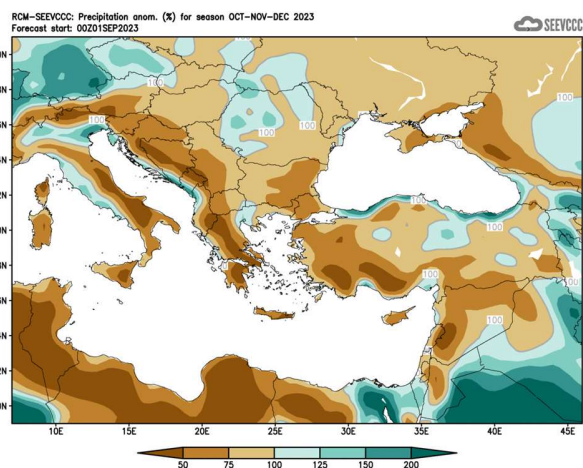 RCM-SEEVCCC: Precipitation anom. (%) for season OCT-NOV-DEC 2023
Forecast start: 00Z01SEP2023
SEEVCCC
100
100
100
100
100
100
100
100
100
100
10E 15E 20E 25E 30E 35E 40E 45E
50 75 100 125 150 200